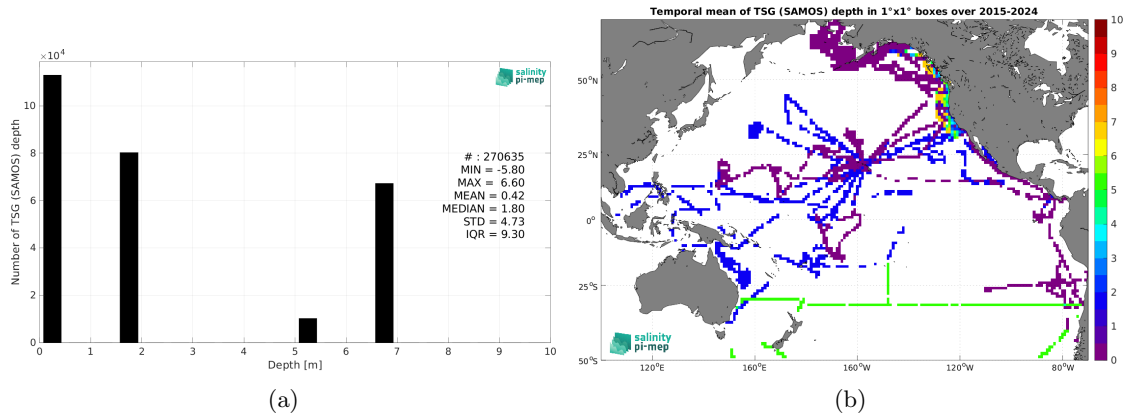 ×10⁴
10
8
6
4
2
0
Number of TSG (SAMOS) depth
0 1 2 3 4 5 6 7 8 9 10
Depth [m]
salinity
pi-mep
# : 270635
MIN = -5.80
MAX = 6.60
MEAN = 0.42
MEDIAN = 1.80
STD = 4.73
IQR = 9.30
(a)
Temporal mean of TSG (SAMOS) depth in 1°x1° boxes over 2015-2024
50°N
25°N
0°
25°S
50°S
120°E 160°E 160°W 120°W 80°W
salinity
pi-mep
10
9
8
7
6
5
4
3
2
1
0
(b)